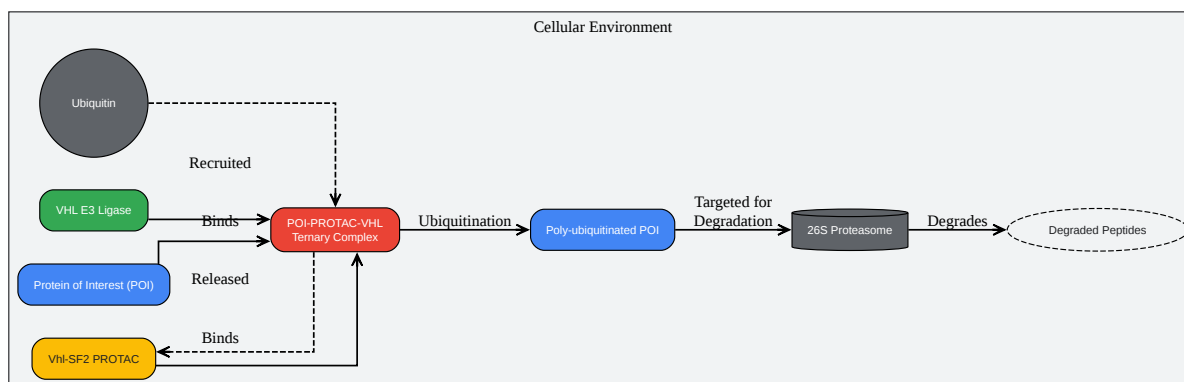 Cellular Environment
Ubiquitin
Recruited
VHL E3 Ligase
Binds
POI-PROTAC-VHL
Ternary Complex
Ubiquitination
Poly-ubiquitinated POI
Targeted for
Degradation
26S Proteasome
Degrades
Degraded Peptides
Protein of Interest (POI)
Released
Binds
Vhl-SF2 PROTAC